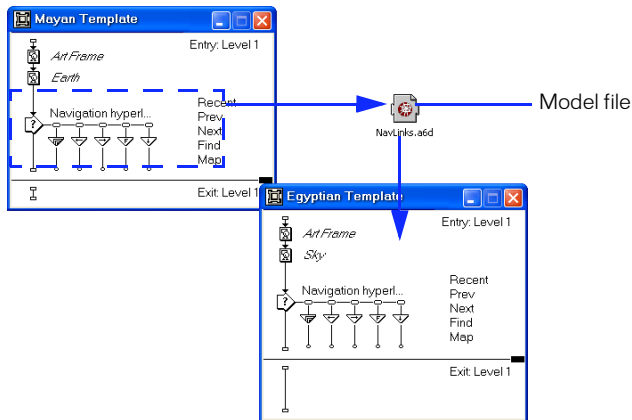 Mayan Template
Entry: Level 1
Art Frame
Earth
Navigation hyperl...
Recent
Prev
Next
Find
Map
Exit: Level 1
Model file
NavLinks.a6d
Egyptian Template
Entry: Level 1
Art Frame
Sky
Navigation hyperl...
Recent
Prev
Next
Find
Map
Exit: Level 1